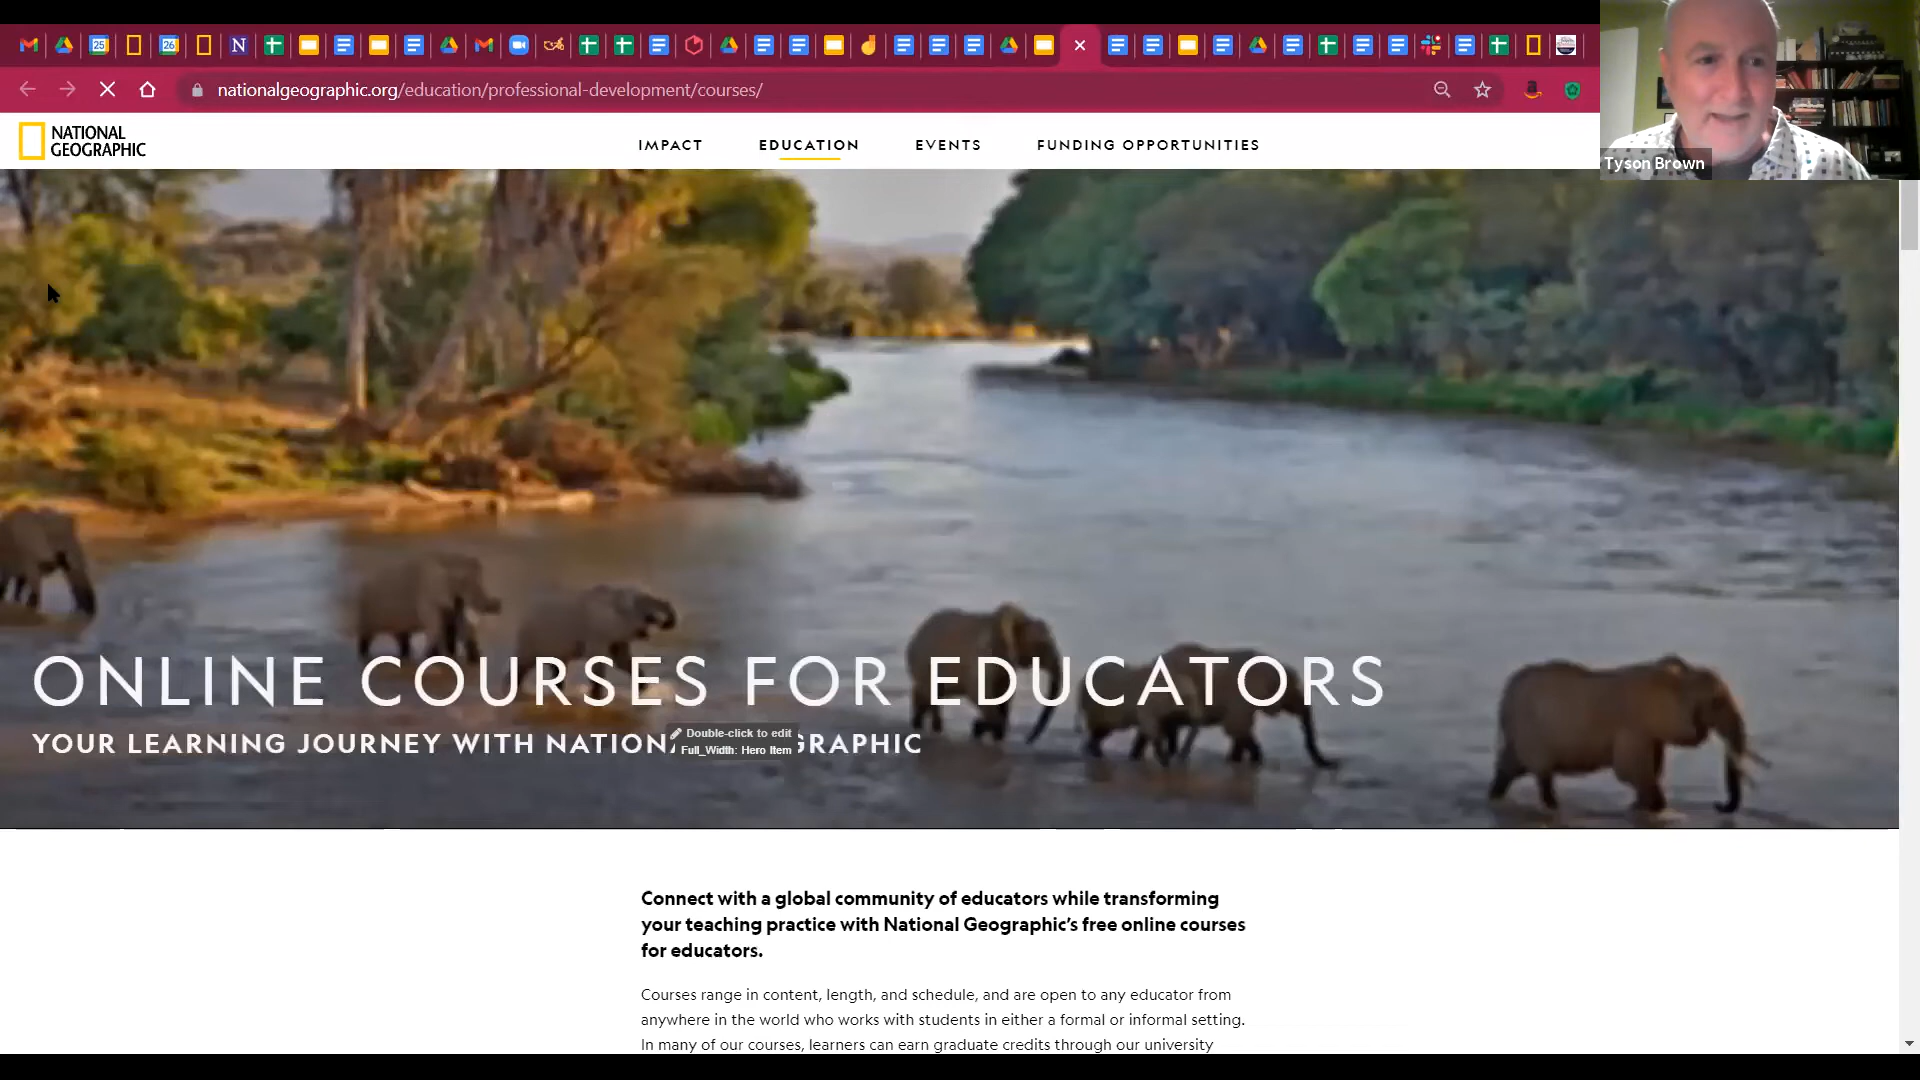 25
26
N
nationalgeographic.org/education/professional-development/courses/
NATIONAL
GEOGRAPHIC
IMPACT
EDUCATION
EVENTS
FUNDING OPPORTUNITIES
Tyson Brown
ONLINE COURSES FOR EDUCATORS
YOUR LEARNING JOURNEY WITH NATION GRAPHIC
Double-click to edit
Full_Width: Hero Item
Connect with a global community of educators while transforming
your teaching practice with National Geographic's free online courses
for educators.
Courses range in content, length, and schedule, and are open to any educator from
anywhere in the world who works with students in either a formal or informal setting.
In many of our courses, learners can earn graduate credits through our university